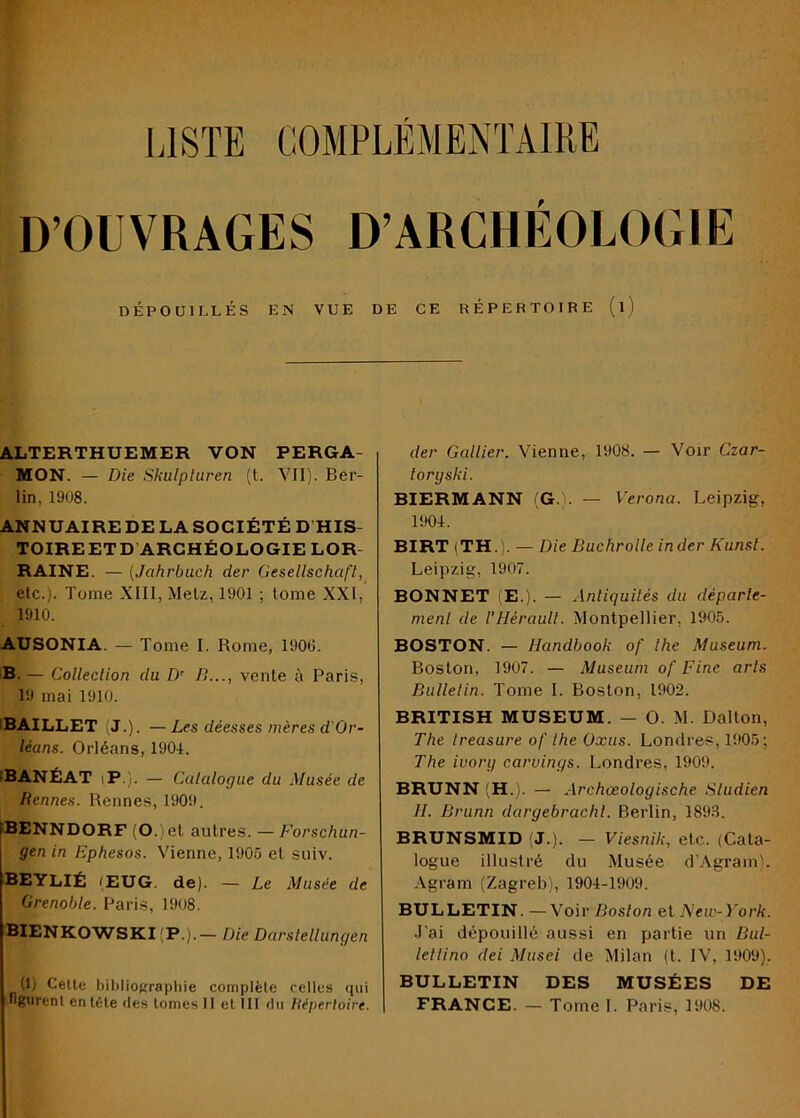 LISTE COMPLÉMENTAIRE
D'OUVRAGES D'ARCHÉOLOGIE
DÉPOUILLÉS EN VUE DE CE RÉPERTOIRE (1)
ALTERTHUEMER VON PERGA-
MON. — Die Skulpturen (t. VII). Ber-
lin, 1908.
ANNUAIRE DE LA SOCIÉTÉ D'HIS-
TOIRE ET D'ARCHÉOLOGIE LOR-
RAINE. — (Jahrbuch der Gesellschaft,
etc.). Tome XIII, Metz, 1901 ; tome XXI,
1910.
AUSONIA. — Tome I. Rome, 1906.
B. — Collection du Dr B..., vente à Paris,
19 mai 1910.
BAILLET (J.). — Les déesses mères d'Or-
léans. Orléans, 1904.
BANÉAT (P.). — Catalogue du Musée de
Rennes. Rennes, 1909.
BENNDORF (O.) et autres. — Forschun-
gen in Ephesos. Vienne, 1905 et suiv.
BEYLIÉ (EUG. de). — Le Musée de
Grenoble. Paris, 1908.
BIENKOWSKI (P.). — Die Darstellungen
(1) Cette bibliographie complète celles qui
figurent en tête des tomes II et III du Répertoire.
der Gallier. Vienne, 1908. — Voir Czar-
toryski.
BIERMANN (G.). — Verona. Leipzig,
1904.
BIRT (TH.). — Die Buchrolle in der Kunst.
Leipzig, 1907.
BONNET (E.). — Antiquités du départe-
ment de l'Hérault. Montpellier, 1905.
BOSTON. — Handbook of the Museum.
Boston, 1907. — Museum of Fine arts
Bulletin. Tome I. Boston, 1902.
BRITISH MUSEUM. — O. M. Dalton,
The treasure of the Oxus. Londres, 1905;
The ivory carvings. Londres, 1909.
BRUNN (H.). — Archæologische Studien
H. Brunn dargebracht. Berlin, 1893.
BRUNSMID (J.). — Viesnik, etc. (Cata-
logue illustré du Musée d'Agram).
Agram (Zagreb), 1904-1909.
BULLETIN. — Voir Boston et New-York.
J'ai dépouillé aussi en partie un Bul-
lettino dei Musei de Milan (t. IV, 1909).
BULLETIN DES MUSÉES DE
FRANCE. — Tome I. Paris, 1908.